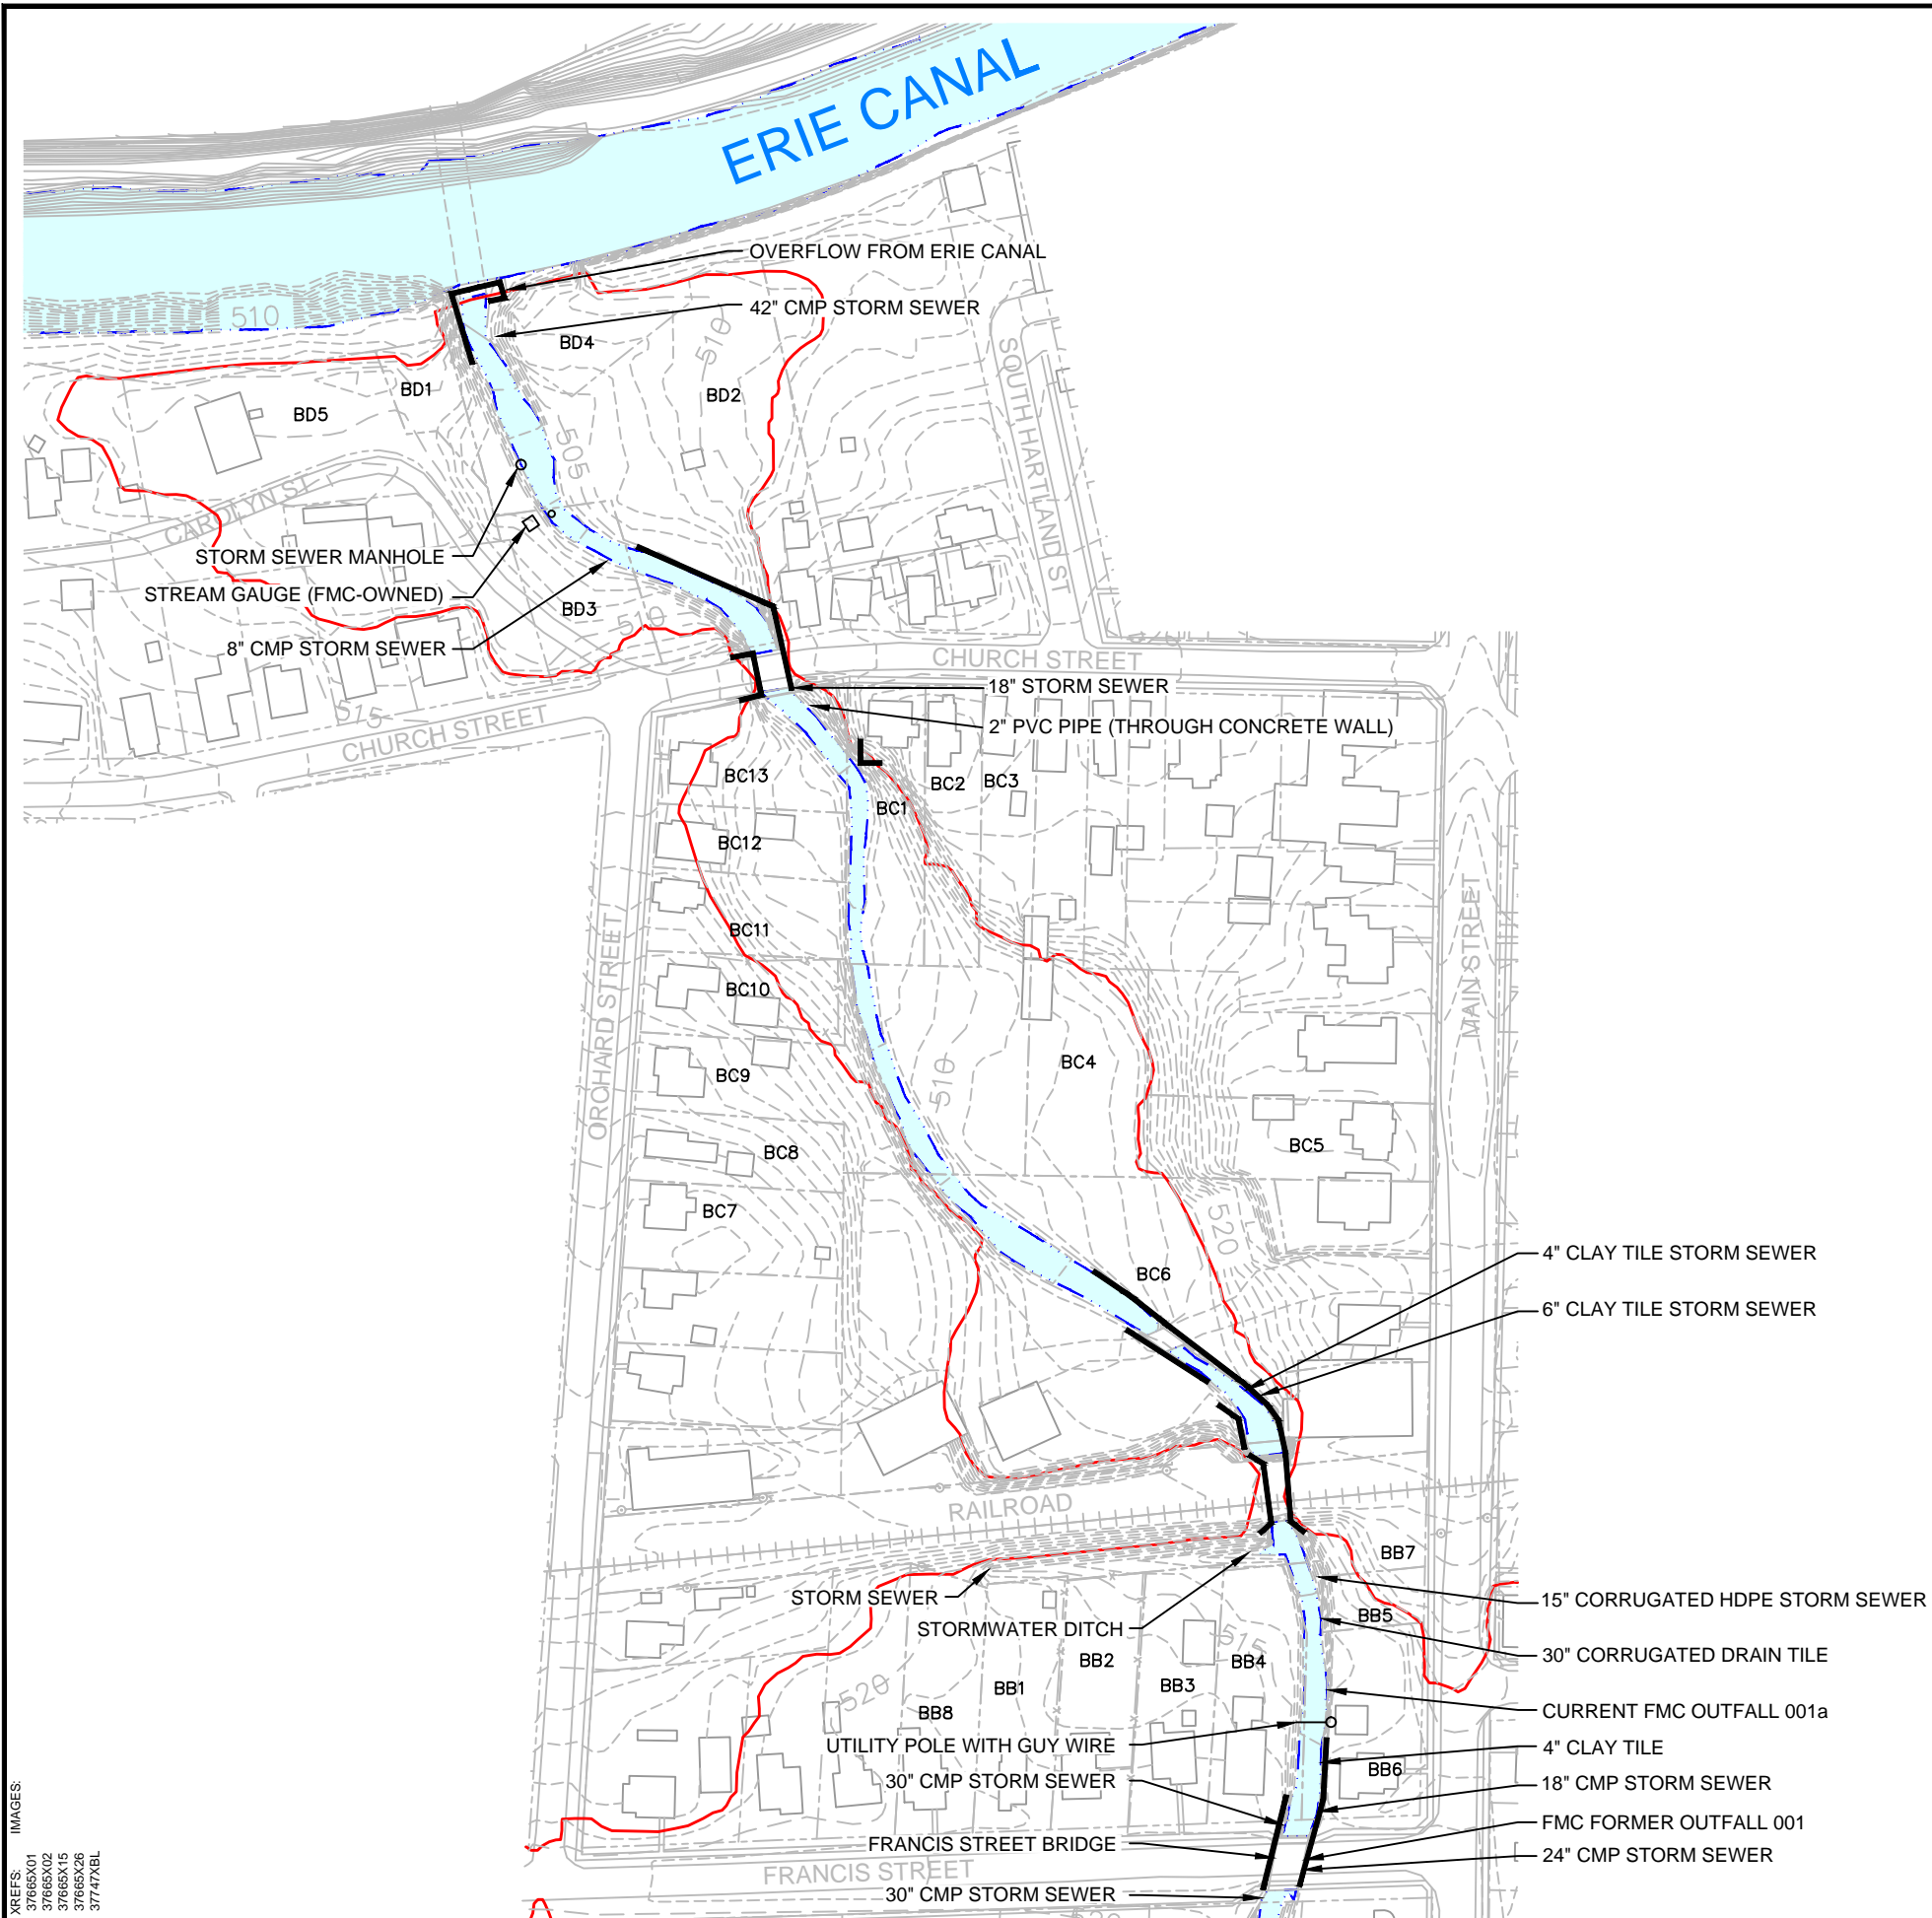 ERIE CANAL
OVERFLOW FROM ERIE CANAL
42" CMP STORM SEWER
510
BD4
510
BD1
BD2
BD5
SOUTH HARTLAND ST
505
CAROLYN ST
STORM SEWER MANHOLE
STREAM GAUGE (FMC-OWNED)
BD3
510
8" CMP STORM SEWER
CHURCH STREET
18" STORM SEWER
515
CHURCH STREET
2" PVC PIPE (THROUGH CONCRETE WALL)
BC13
BC2
BC3
BC1
BC12
BC11
ORCHARD STREET
MAIN STREET
BC10
BC9
510
BC4
BC8
BC5
BC7
520
BC6
4" CLAY TILE STORM SEWER
6" CLAY TILE STORM SEWER
RAILROAD
BB7
STORM SEWER
15" CORRUGATED HDPE STORM SEWER
STORMWATER DITCH
BB5
515
30" CORRUGATED DRAIN TILE
BB2
BB4
BB1
BB3
520
BB8
CURRENT FMC OUTFALL 001a
UTILITY POLE WITH GUY WIRE
4" CLAY TILE
BB6
30" CMP STORM SEWER
18" CMP STORM SEWER
FMC FORMER OUTFALL 001
FRANCIS STREET BRIDGE
24" CMP STORM SEWER
FRANCIS STREET
30" CMP STORM SEWER
IMAGES:
XREFS:
37665X01
37665X02
37665X15
37665X26
37747XBL